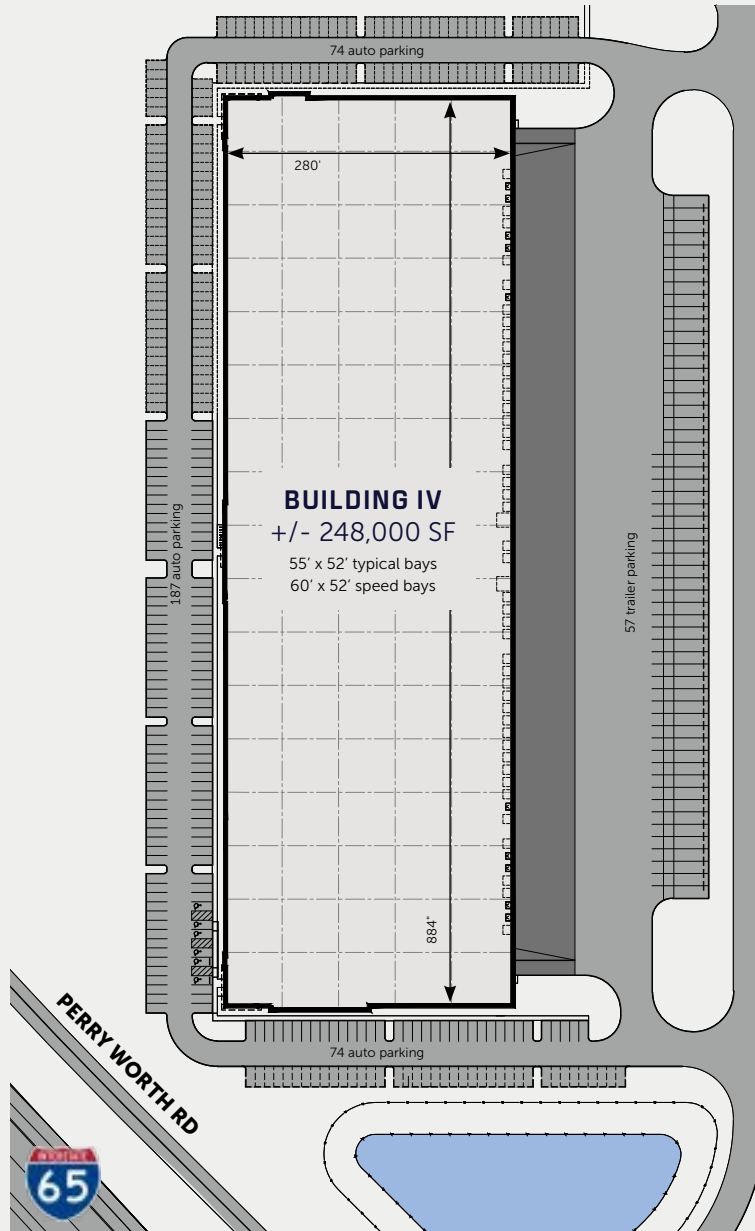 74 auto parking
280'
187 auto parking
BUILDING IV
+/- 248,000 SF
55' x 52' typical bays
60' x 52' speed bays
57 trailer parking
884"
PERRY WORTH RD
74 auto parking
INTERSTATE
65